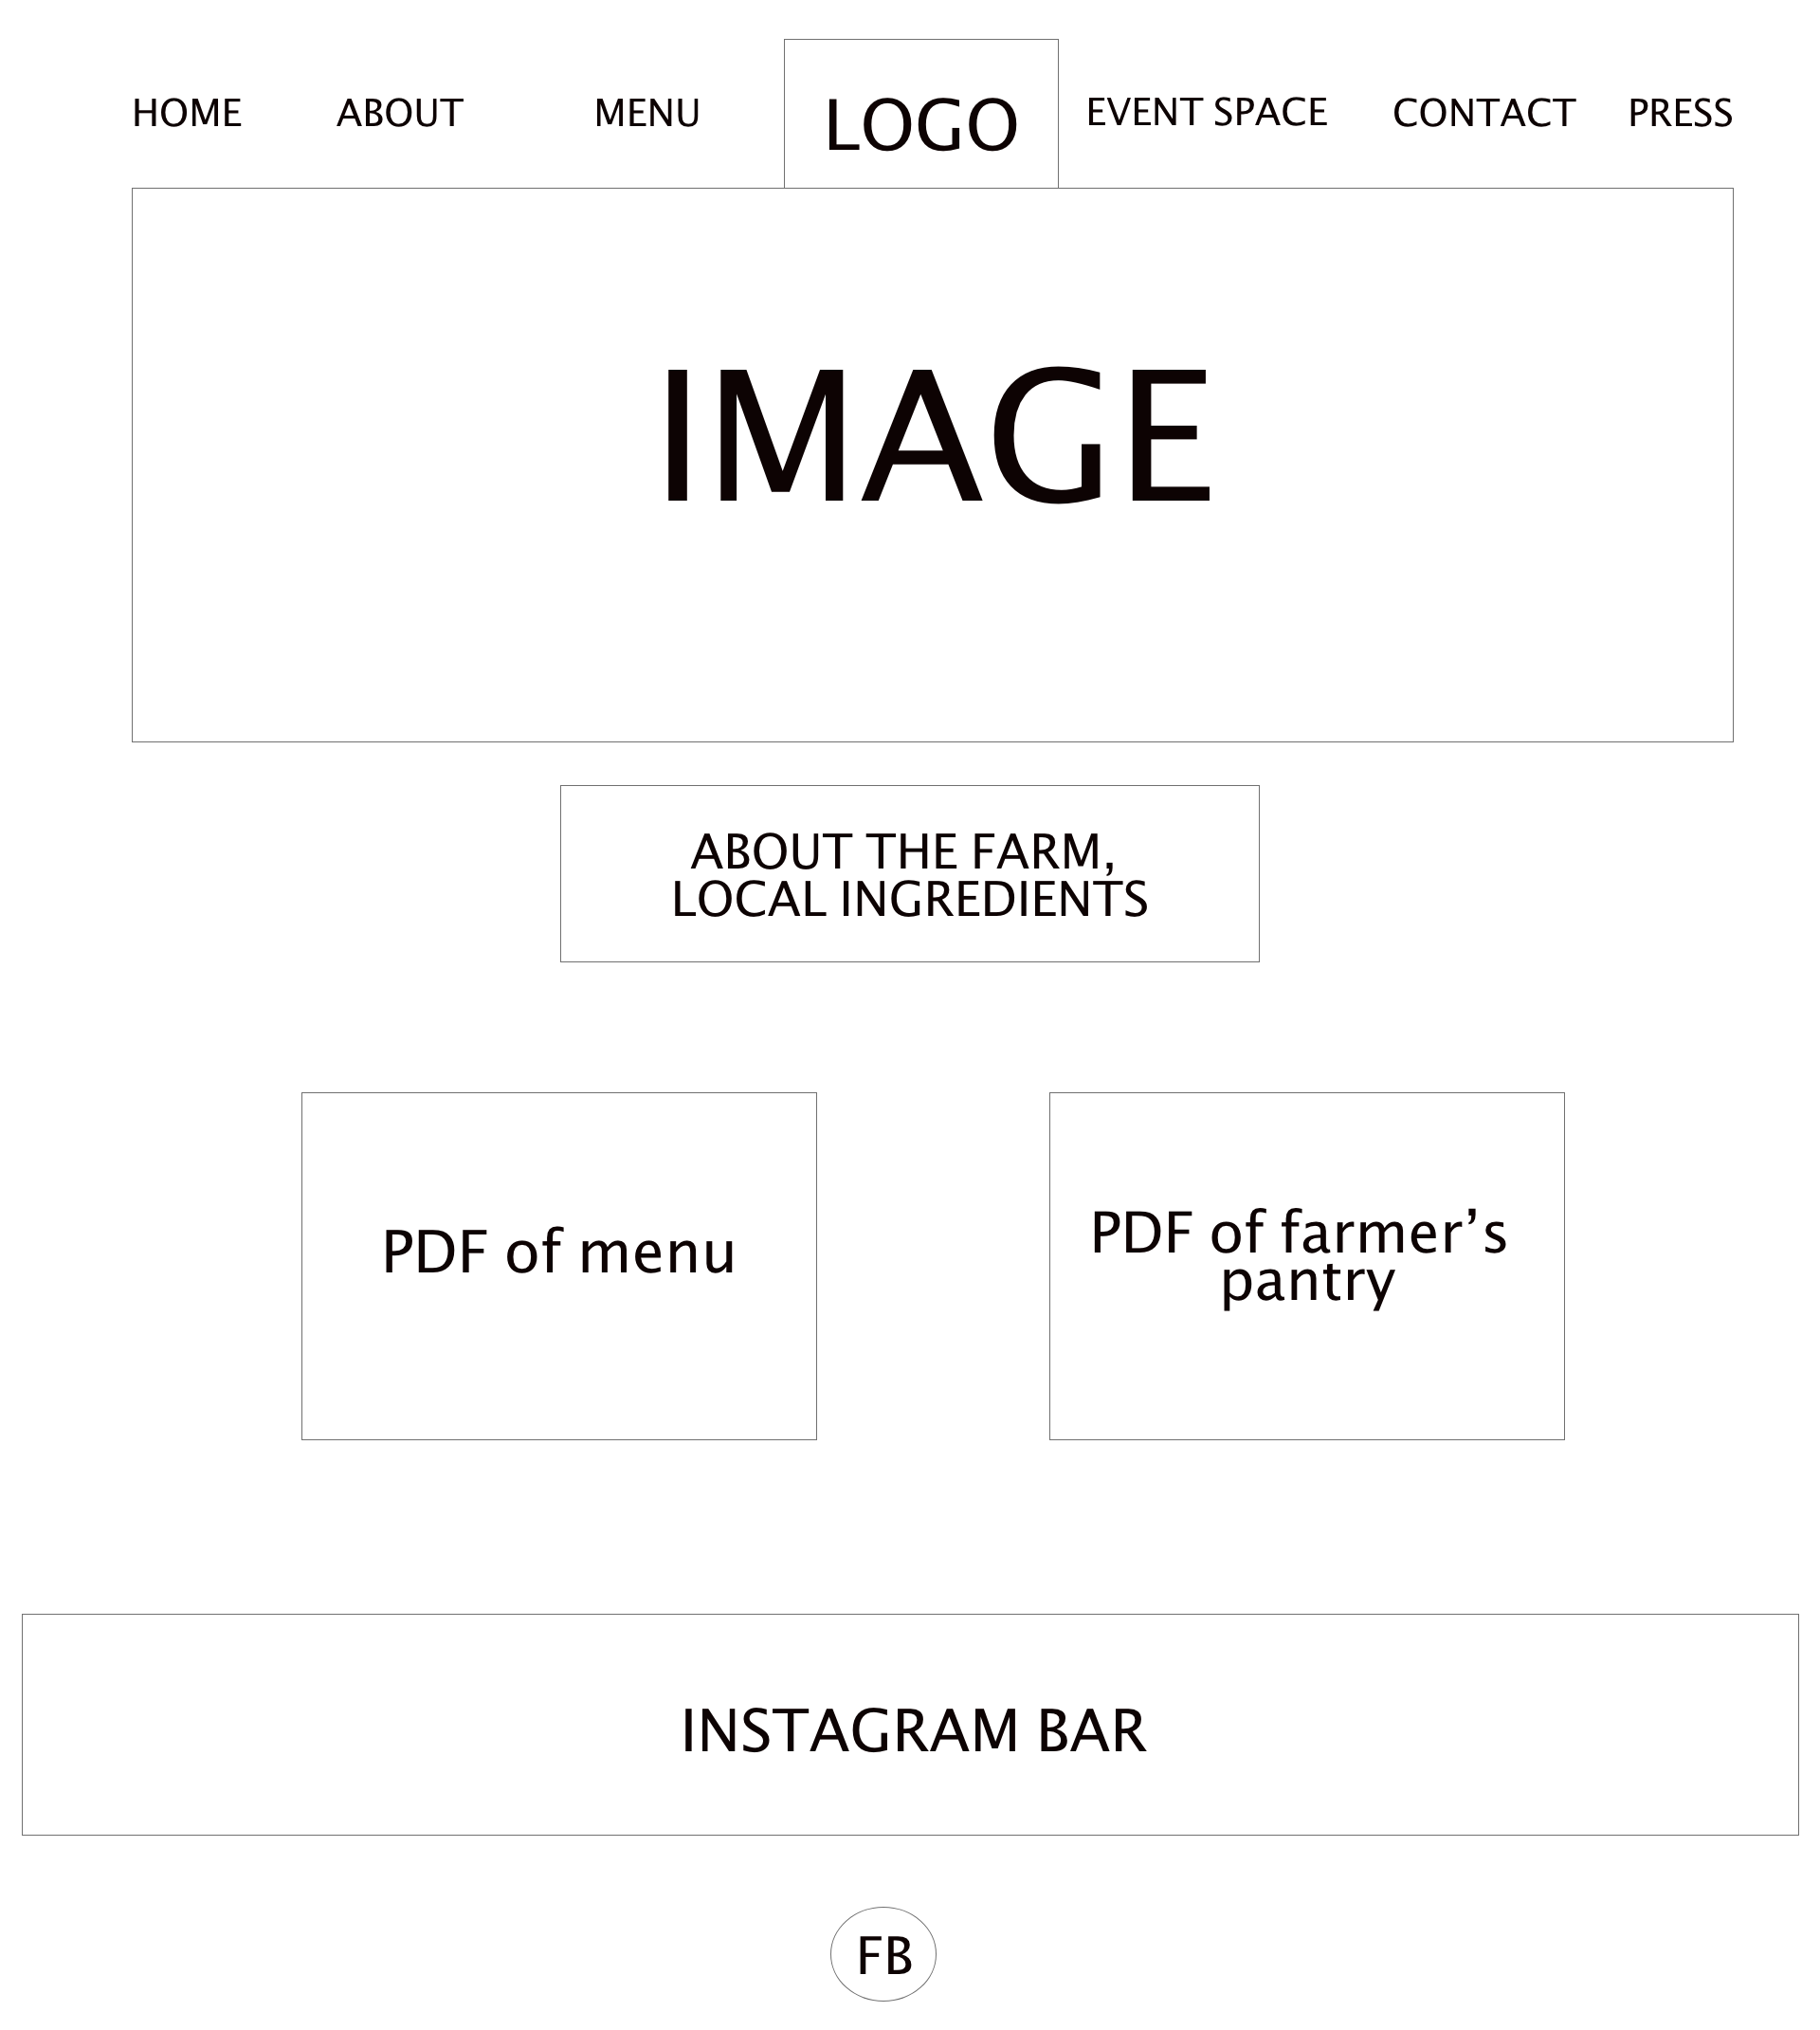 HOME ABOUT MENU LOGO EVENT SPACE CONTACT PRESS
IMAGE
ABOUT THE FARM,
LOCAL INGREDIENTS
PDF of menu
PDF of farmer’s
pantry
INSTAGRAM BAR
FB